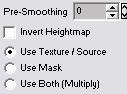 Pre-Smoothing 0
Invert Heightmap
Use Texture / Source
Use Mask
Use Both (Multiply)